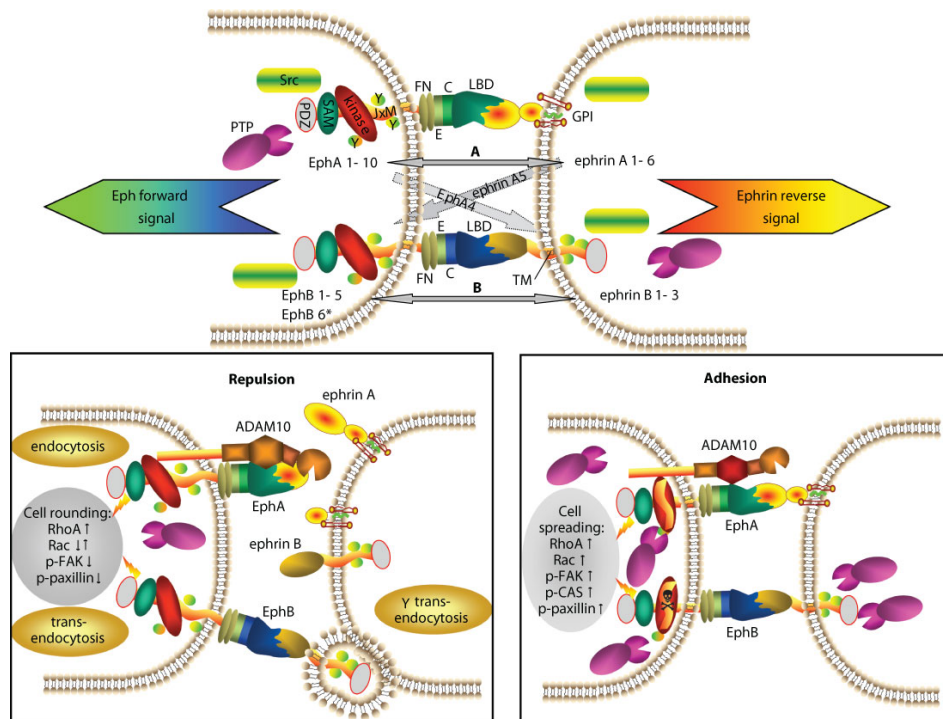 Src
PDZ
SAM
kinase
Y
JxM
Y
Y
FN
C
LBD
E
GPI
PTP
EphA 1- 10
A
ephrin A 1- 6
ephrin A5
EphA4
Eph forward
signal
Ephrin reverse
signal
E
LBD
FN
C
TM
EphB 1- 5
EphB 6*
B
ephrin B 1- 3
Repulsion
ephrin A
endocytosis
ADAM10
EphA
Cell rounding:
RhoA ↑
Rac ↓↑
p-FAK ↓
p-paxillin↓
ephrin B
EphB
trans-
endocytosis
Y trans-
endocytosis
Adhesion
ADAM10
Cell
spreading:
RhoA ↑
Rac ↑
p-FAK ↑
p-CAS ↑
p-paxillin ↑
EphA
EphB